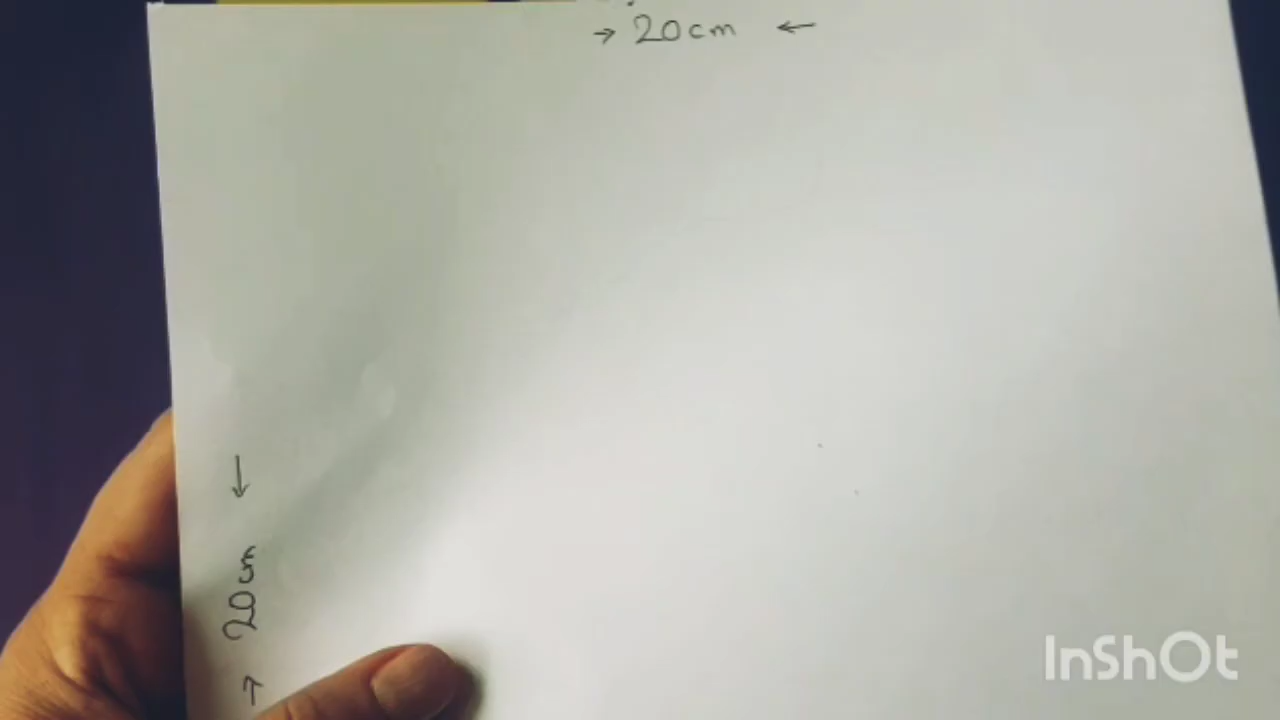 → 20cm ←
→ 20cm ←
InShOt